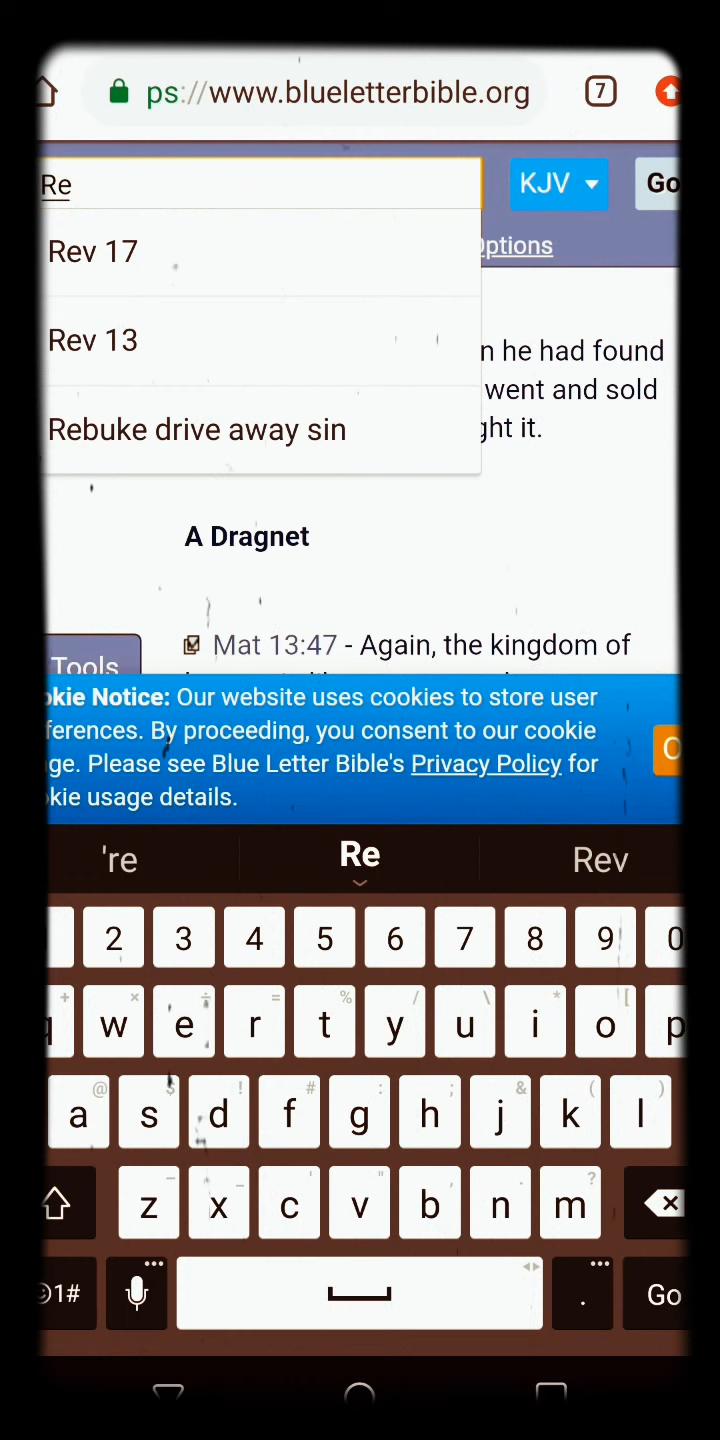 ps://www.blueletterbible.org 7
Re KJV Go
Rev 17
Options
Rev 13
n he had found
went and sold
Rebuke drive away sin
ght it.
A Dragnet
Mat 13:47 - Again, the kingdom of
Tools
okie Notice: Our website uses cookies to store user
ferences. By proceeding, you consent to our cookie
ge. Please see Blue Letter Bible's Privacy Policy for
okie usage details.
O
're Re Rev
2 3 4 5 6 7 8 9 0
+ × ÷ = % / \ * [
q w e r t y u i o p
@ $ ! # : ; & ( )
a s d f g h j k l
– _ ' " , . ?
z x c v b n m
1# . Go